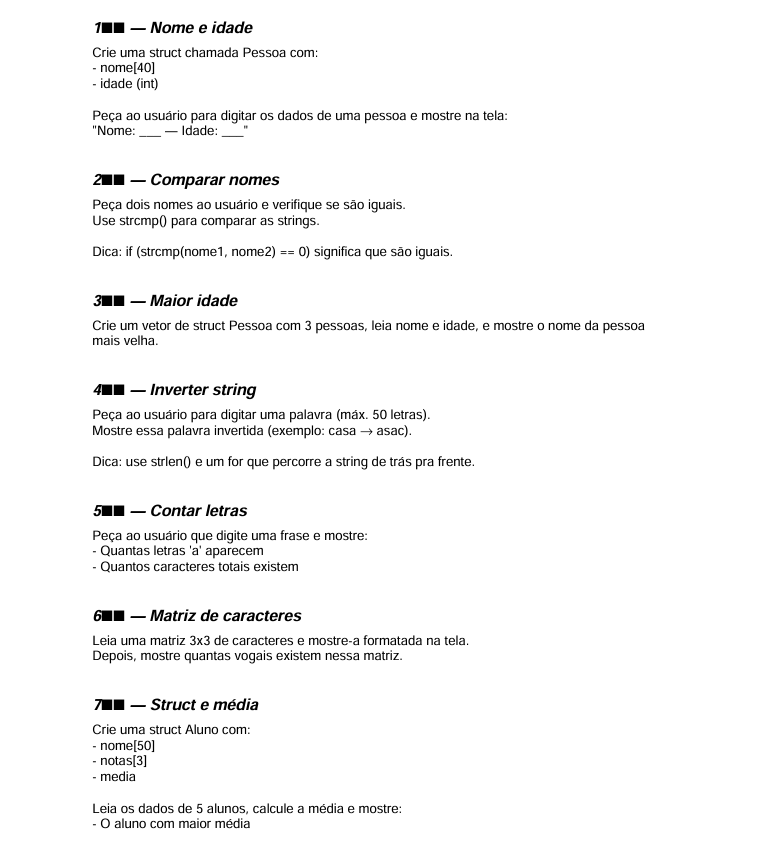 1■■ — Nome e idade
Crie uma struct chamada Pessoa com:
- nome[40]
- idade (int)
Peça ao usuário para digitar os dados de uma pessoa e mostre na tela:
"Nome: ___ — Idade: ___"
2■■ — Comparar nomes
Peça dois nomes ao usuário e verifique se são iguais.
Use strcmp() para comparar as strings.
Dica: if (strcmp(nome1, nome2) == 0) significa que são iguais.
3■■ — Maior idade
Crie um vetor de struct Pessoa com 3 pessoas, leia nome e idade, e mostre o nome da pessoa
mais velha.
4■■ — Inverter string
Peça ao usuário para digitar uma palavra (máx. 50 letras).
Mostre essa palavra invertida (exemplo: casa → asac).
Dica: use strlen() e um for que percorre a string de trás pra frente.
5■■ — Contar letras
Peça ao usuário que digite uma frase e mostre:
- Quantas letras 'a' aparecem
- Quantos caracteres totais existem
6■■ — Matriz de caracteres
Leia uma matriz 3x3 de caracteres e mostre-a formatada na tela.
Depois, mostre quantas vogais existem nessa matriz.
7■■ — Struct e média
Crie uma struct Aluno com:
- nome[50]
- notas[3]
- media
Leia os dados de 5 alunos, calcule a média e mostre:
- O aluno com maior média